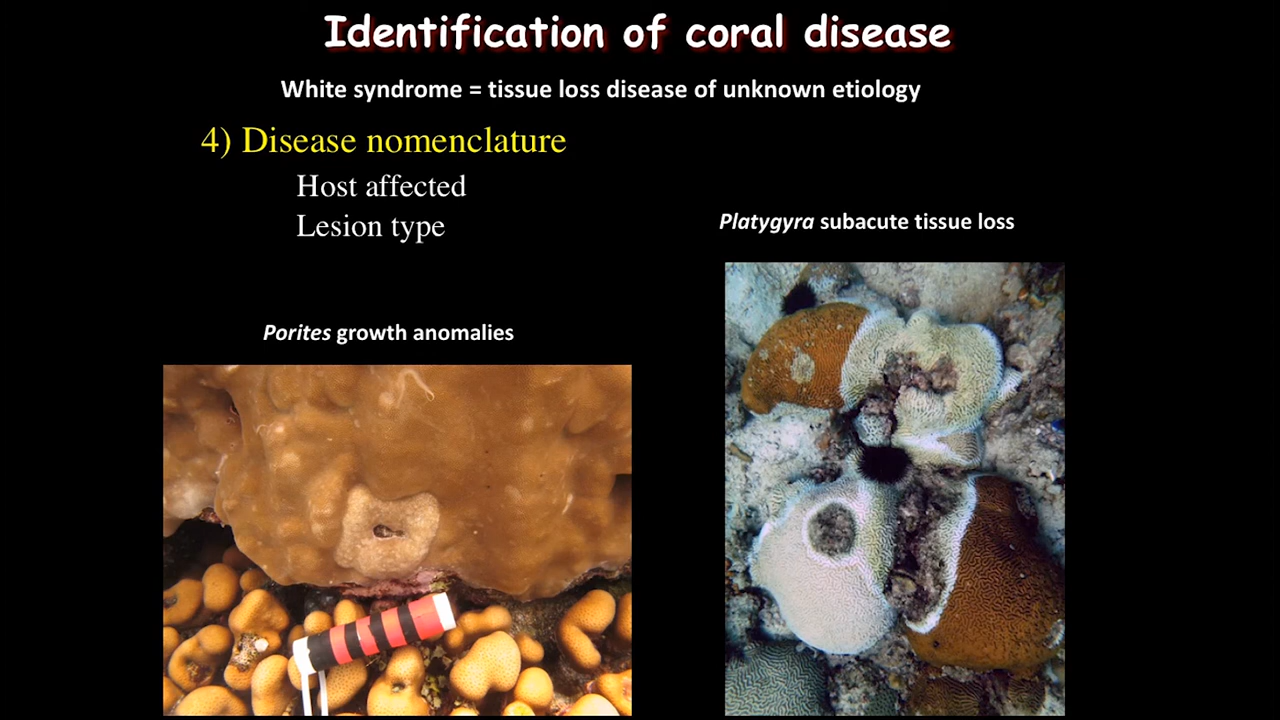 Identification of coral disease
White syndrome = tissue loss disease of unknown etiology
4) Disease nomenclature
Host affected
Lesion type
Platygyra subacute tissue loss
Porites growth anomalies